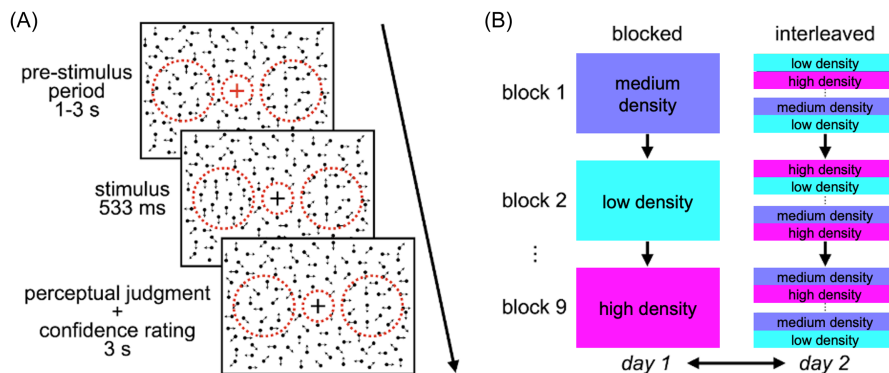 (A)
pre-stimulus
period
1-3 s
stimulus
533 ms
perceptual judgment
+
confidence rating
3 s
(B)
blocked
interleaved
block 1
medium
density
low density
high density
medium density
low density
block 2
low density
high density
low density
medium density
high density
block 9
high density
medium density
high density
medium density
low density
day 1
day 2